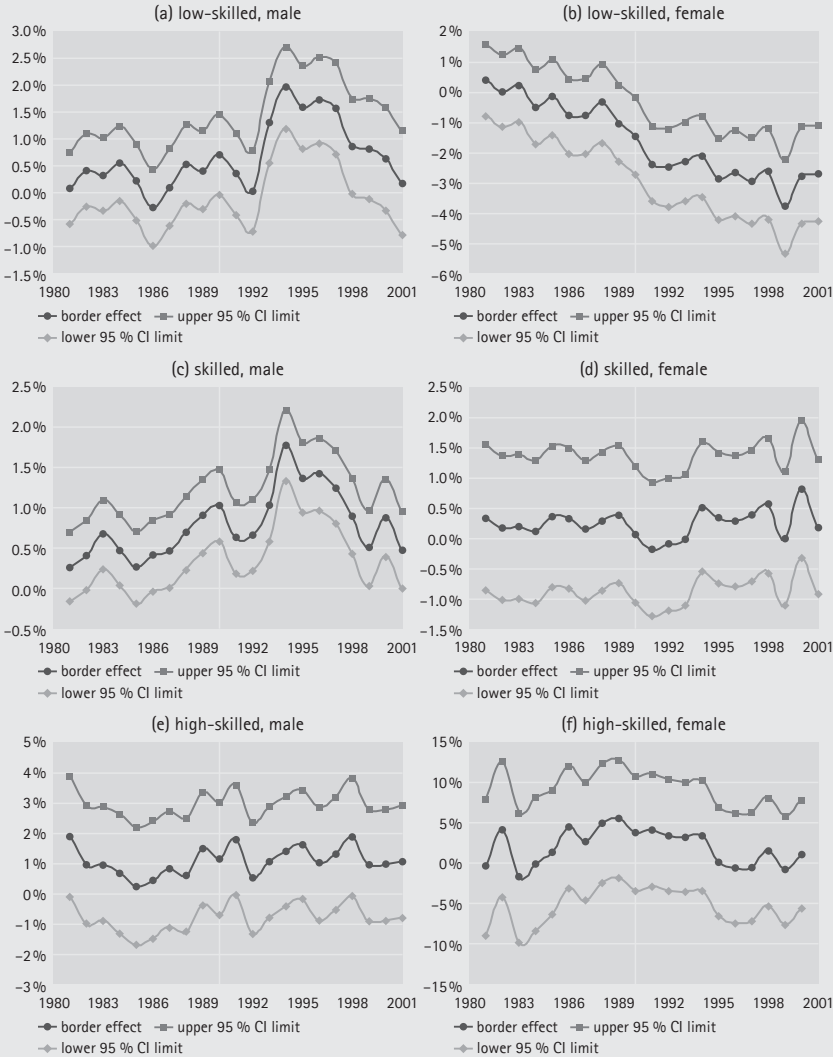 (a) low-skilled, male
3.0 %
2.5 %
2.0 %
1.5 %
1.0 %
0.5 %
0.0 %
−0.5 %
−1.0 %
−1.5 %
1980 1983 1986 1989 1992 1995 1998 2001
border effect upper 95 % CI limit
lower 95 % CI limit
(b) low-skilled, female
2 %
1 %
0 %
−1 %
−2 %
−3 %
−4 %
−5 %
−6 %
1980 1983 1986 1989 1992 1995 1998 2001
border effect upper 95 % CI limit
lower 95 % CI limit
(c) skilled, male
2.5 %
2.0 %
1.5 %
1.0 %
0.5 %
0.0 %
−0.5 %
1980 1983 1986 1989 1992 1995 1998 2001
border effect upper 95 % CI limit
lower 95 % CI limit
(d) skilled, female
2.5 %
2.0 %
1.5 %
1.0 %
0.5 %
0.0 %
−0.5 %
−1.0 %
−1.5 %
1980 1983 1986 1989 1992 1995 1998 2001
border effect upper 95 % CI limit
lower 95 % CI limit
(e) high-skilled, male
5 %
4 %
3 %
2 %
1 %
0 %
−1 %
−2 %
−3 %
1980 1983 1986 1989 1992 1995 1998 2001
border effect upper 95 % CI limit
lower 95 % CI limit
(f) high-skilled, female
15 %
10 %
5 %
0 %
−5 %
−10 %
−15 %
1980 1983 1986 1989 1992 1995 1998 2001
border effect upper 95 % CI limit
lower 95 % CI limit